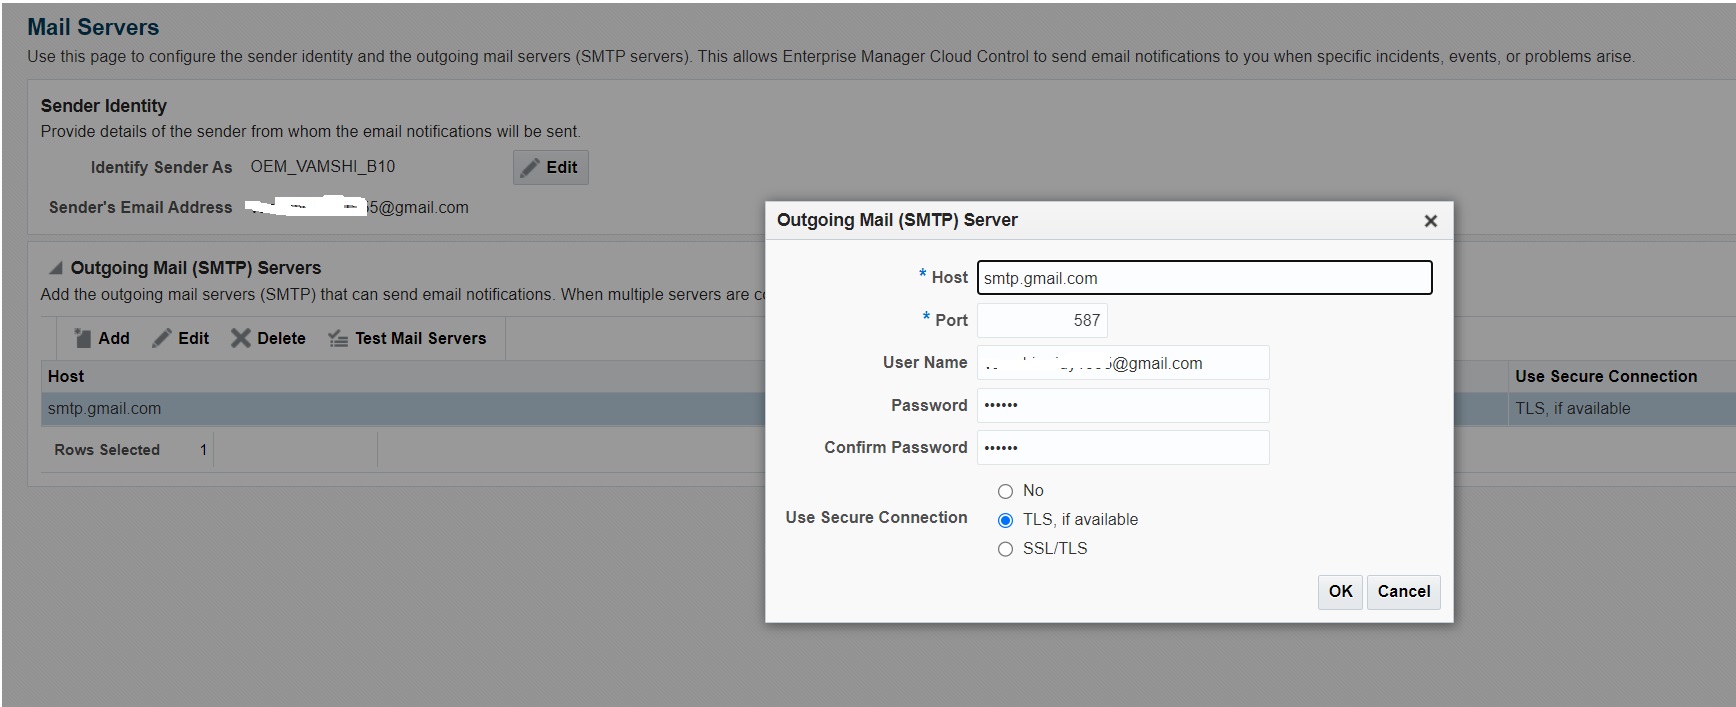 Mail Servers
Use this page to configure the sender identity and the outgoing mail servers (SMTP servers). This allows Enterprise Manager Cloud Control to send email notifications to you when specific incidents, events, or problems arise.
Sender Identity
Provide details of the sender from whom the email notifications will be sent.
Identify Sender As OEM_VAMSHI_B10 Edit
Sender's Email Address 5@gmail.com
Outgoing Mail (SMTP) Servers
Add the outgoing mail servers (SMTP) that can send email notifications. When multiple servers are
Add Edit Delete Test Mail Servers
Host Use Secure Connection
smtp.gmail.com TLS, if available
Rows Selected 1
Outgoing Mail (SMTP) Server
* Host smtp.gmail.com
* Port 587
User Name @gmail.com
Password ••••••
Confirm Password ••••••
Use Secure Connection
No
TLS, if available
SSL/TLS
OK Cancel